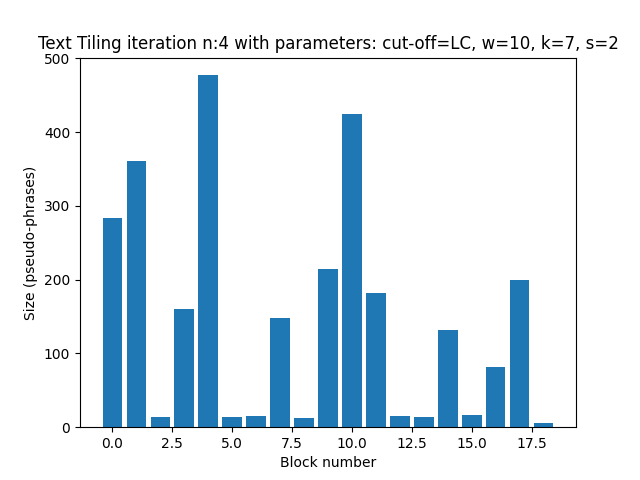 Text Tiling iteration n:4 with parameters: cut-off=LC, w=10, k=7, s=2
500
400
300
200
100
0
Size (pseudo-phrases)
0.0 2.5 5.0 7.5 10.0 12.5 15.0 17.5
Block number